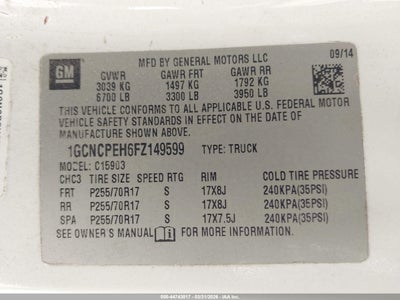 GM
MFD BY GENERAL MOTORS LLC
09/14
GVWR GAWR FRT GAWR RR
3039 KG 1497 KG 1792 KG
6700 LB 3300 LB 3950 LB
THIS VEHICLE CONFORMS TO ALL APPLICABLE U.S. FEDERAL MOTOR
VEHICLE SAFETY STANDARDS IN EFFECT ON THE DATE OF
MANUFACTURE SHOWN ABOVE.
1GCNCPEH6FZ149599 TYPE: TRUCK
MODEL: C15903
CHC3 TIRE SIZE SPEED RTG RIM COLD TIRE PRESSURE
FRT P255/70R17 S 17X8J 240KPA(35PSI)
RR P255/70R17 S 17X8J 240KPA(35PSI)
SPA P255/70R17 S 17X7.5J 240KPA(35PSI)
SEE OWNER'S MANUAL FOR ADDITIONAL INFORMATION.